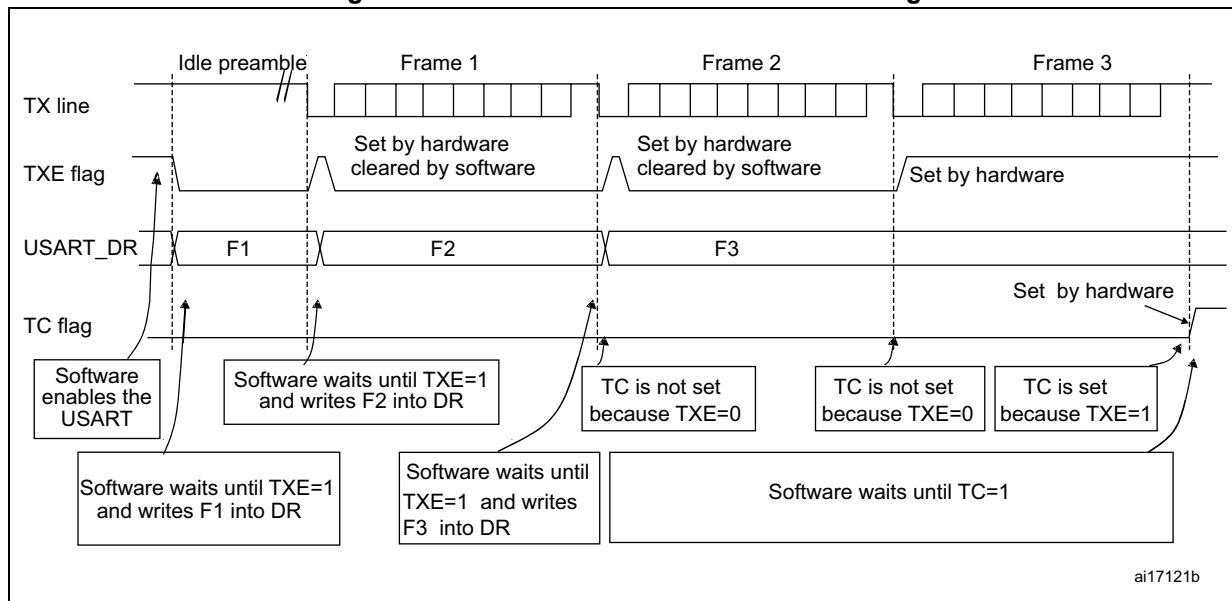 Idle preamble Frame 1 Frame 2 Frame 3
TX line
Set by hardware
cleared by software
Set by hardware
cleared by software
TXE flag
Set by hardware
USART_DR F1 F2 F3
Set by hardware
TC flag
Software
enables the
USART
Software waits until TXE=1
and writes F2 into DR
TC is not set
because TXE=0
TC is not set
because TXE=0
TC is set
because TXE=1
Software waits until TXE=1
and writes F1 into DR
Software waits until
TXE=1 and writes
F3 into DR
Software waits until TC=1
ai17121b